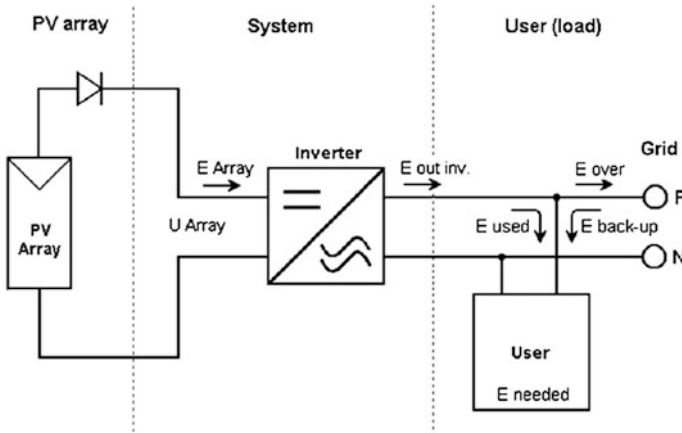 PV array
System
User (load)
Inverter
Grid
E Array
E out inv.
E over
P
U Array
E used
E back-up
N
PV
Array
User
E needed